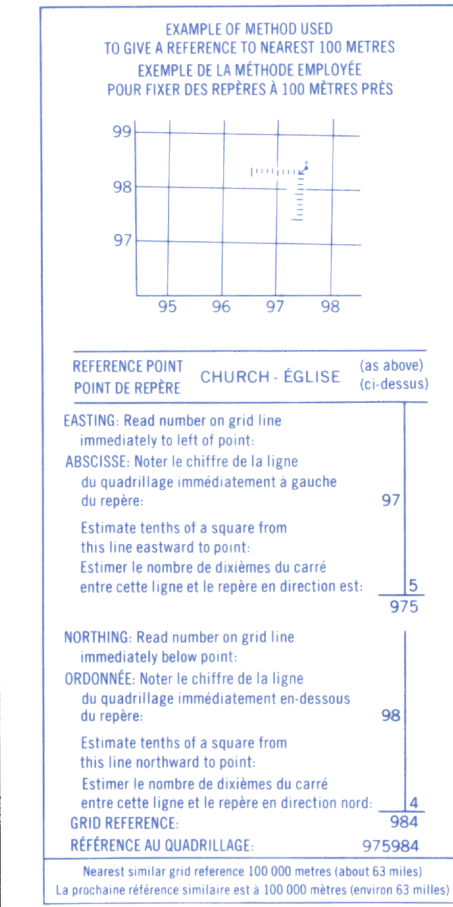 EXAMPLE OF METHOD USED
TO GIVE A REFERENCE TO NEAREST 100 METRES
EXEMPLE DE LA MÉTHODE EMPLOYÉE
POUR FIXER DES REPÈRES À 100 MÈTRES PRÈS
99
98
97
95 96 97 98
REFERENCE POINT
POINT DE REPÈRE
CHURCH - ÉGLISE
(as above)
(ci-dessus)
EASTING: Read number on grid line
immediately to left of point:
ABSCISSE: Noter le chiffre de la ligne
du quadrillage immédiatement à gauche
du repère: 97
Estimate tenths of a square from
this line eastward to point:
Estimer le nombre de dixièmes du carré
entre cette ligne et le repère en direction est: 5
975
NORTHING: Read number on grid line
immediately below point:
ORDONNÉE: Noter le chiffre de la ligne
du quadrillage immédiatement en-dessous
du repère: 98
Estimate tenths of a square from
this line northward to point:
Estimer le nombre de dixièmes du carré
entre cette ligne et le repère en direction nord: 4
GRID REFERENCE: 984
RÉFÉRENCE AU QUADRILLAGE: 975984
Nearest similar grid reference 100 000 metres (about 63 miles)
La prochaine référence similaire est à 100 000 mètres (environ 63 milles)